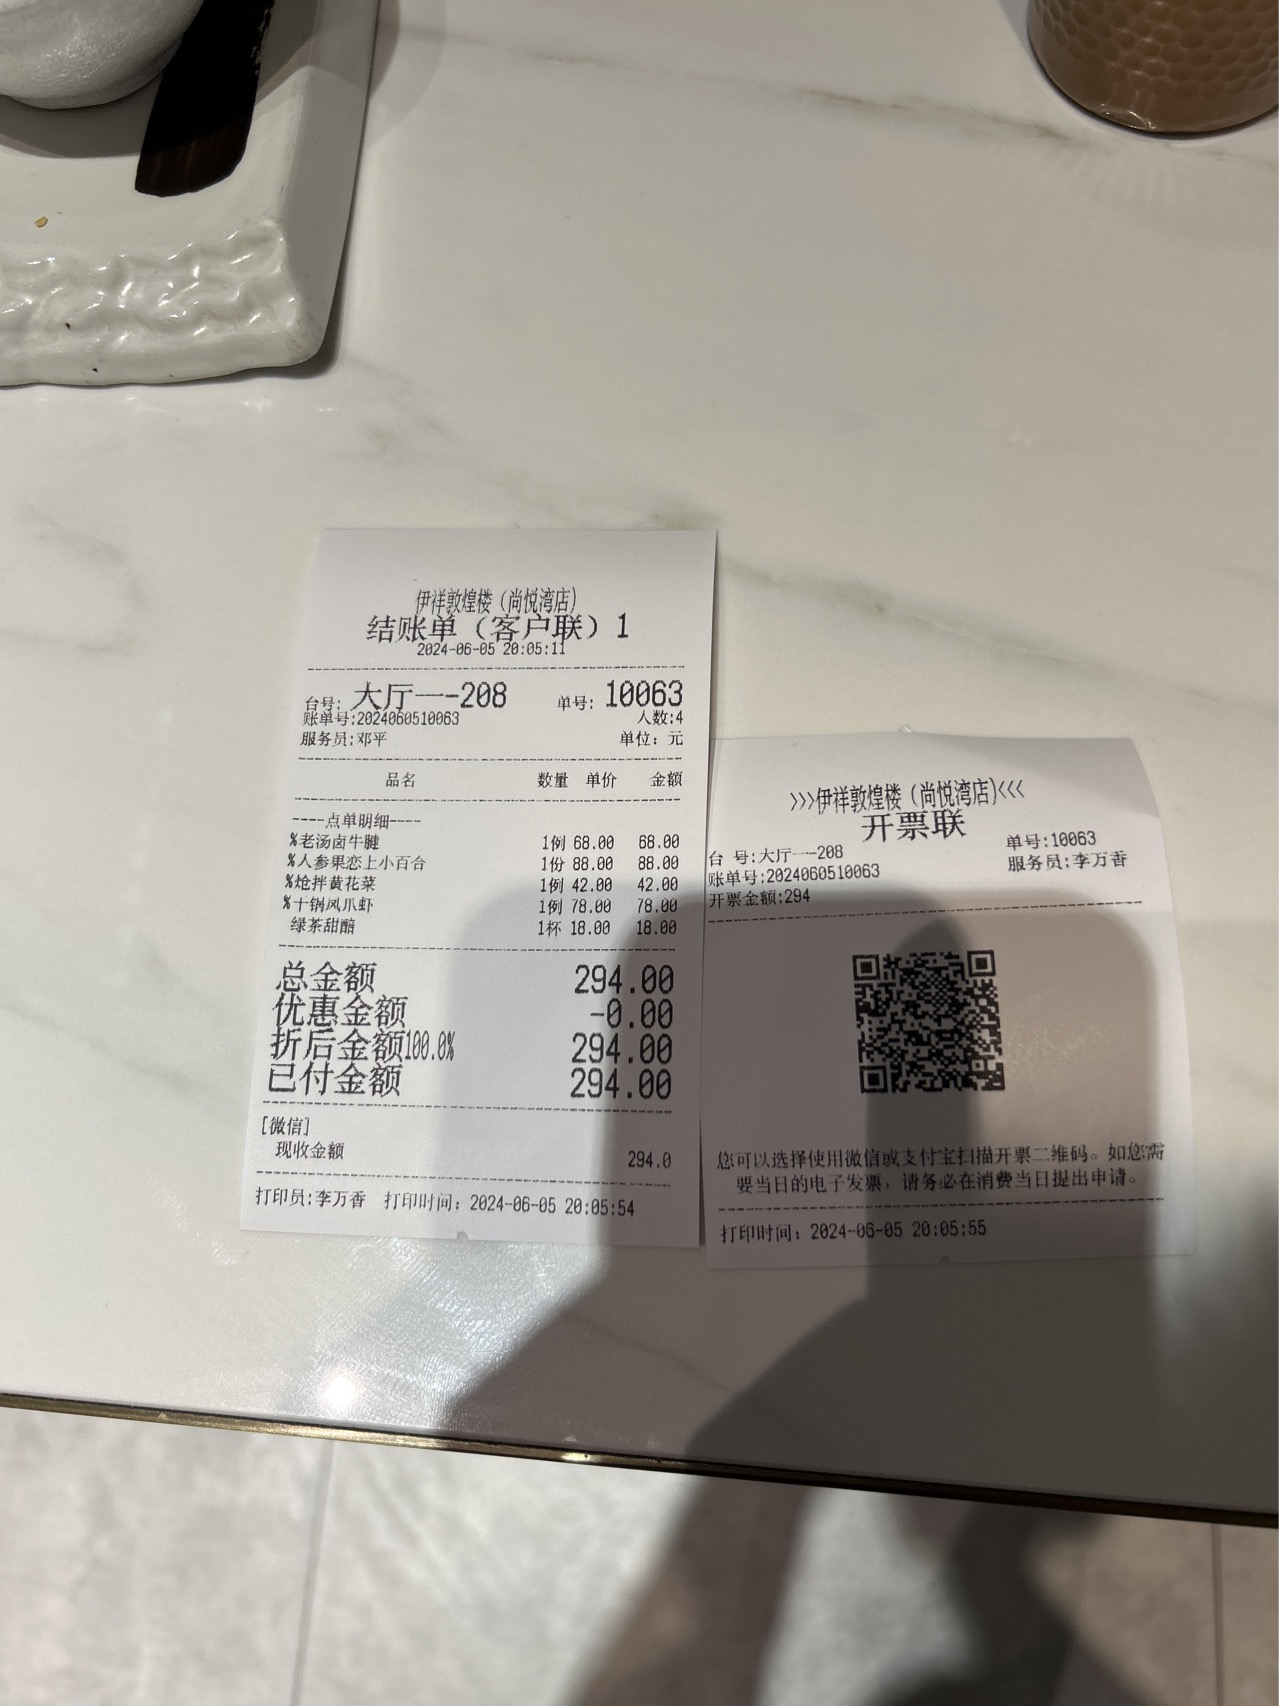 伊祥敦煌楼（尚悦湾店）
结账单（客户联）1
2024-06-05 20:05:11
台号: 大厅一-208 单号: 10063
账单号:2024060510063 人数:4
服务员:邓平 单位: 元
品名 数量 单价 金额
----点单明细----
%老汤卤牛腱 1例 68.00 68.00
%人参果恋上小百合 1份 88.00 88.00
%炝拌黄花菜 1例 42.00 42.00
%十锅凤爪虾 1例 78.00 78.00
绿茶甜醅 1杯 18.00 18.00
总金额 294.00
优惠金额 -0.00
折后金额100.0% 294.00
已付金额 294.00
[微信]
现收金额 294.0
打印员:李万香 打印时间: 2024-06-05 20:05:54
>>>伊祥敦煌楼（尚悦湾店)<<<
开票联
台 号:大厅一-208 单号:10063
账单号:2024060510063 服务员:李万香
开票金额:294
您可以选择使用微信或支付宝扫描开票二维码。如您需
要当日的电子发票，请务必在消费当日提出申请。
打印时间: 2024-06-05 20:05:55